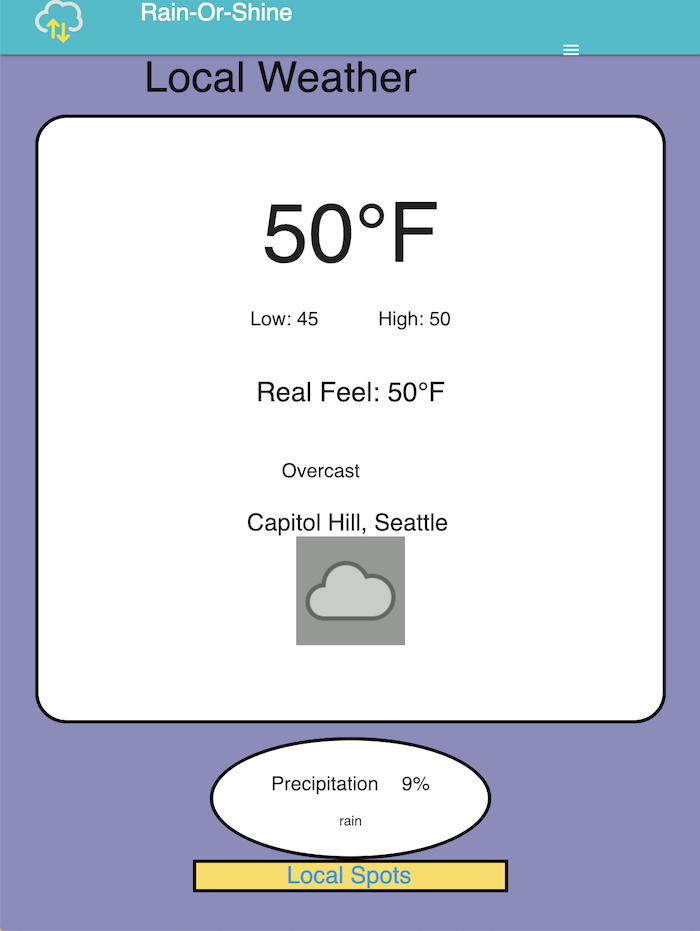 Rain-Or-Shine
Local Weather
50°F
Low: 45 High: 50
Real Feel: 50°F
Overcast
Capitol Hill, Seattle
Precipitation 9%
rain
Local Spots